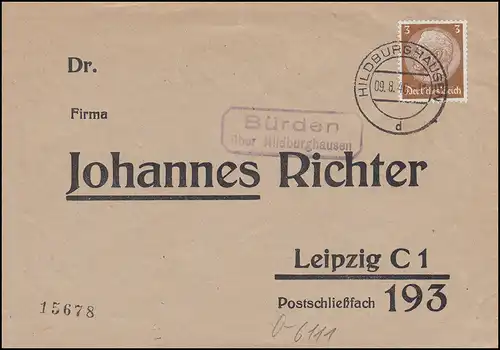 3 3
Deutsches Reich
HILDBURGHAUSEN
09.8.4
d
Dr.
Firma
Bürden
über Hildburghausen
Johannes Richter
Leipzig C 1
Postschließfach 193
15678
6111